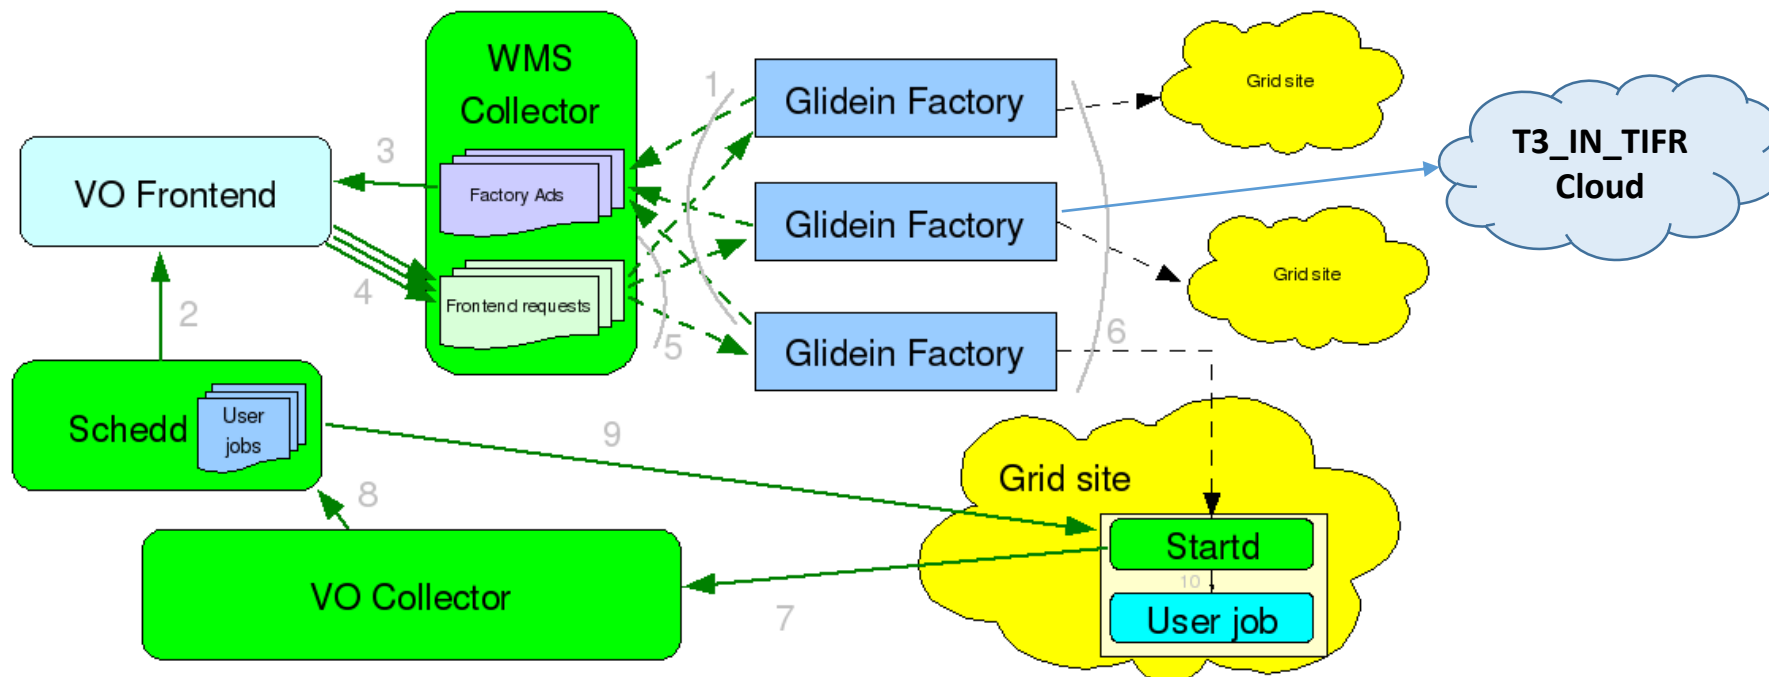 WMS
Collector
1
Glidein Factory
Grid site
T3_IN_TIFR
Cloud
3
VO Frontend
Factory Ads
Glidein Factory
Grid site
4
Frontend requests
2
5
Glidein Factory
6
Schedd
User
jobs
9
Grid site
8
Startd
10
VO Collector
7
User job